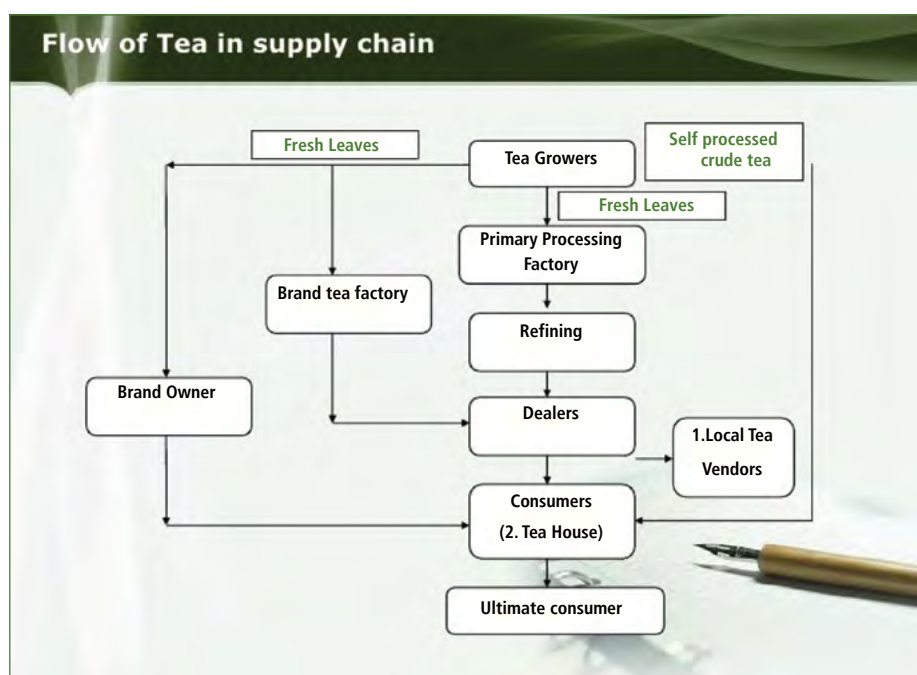 Flow of Tea in supply chain
Fresh Leaves
Tea Growers
Self processed
crude tea
Fresh Leaves
Primary Processing
Factory
Brand tea factory
Refining
Brand Owner
Dealers
1.Local Tea
Vendors
Consumers
(2. Tea House)
Ultimate consumer